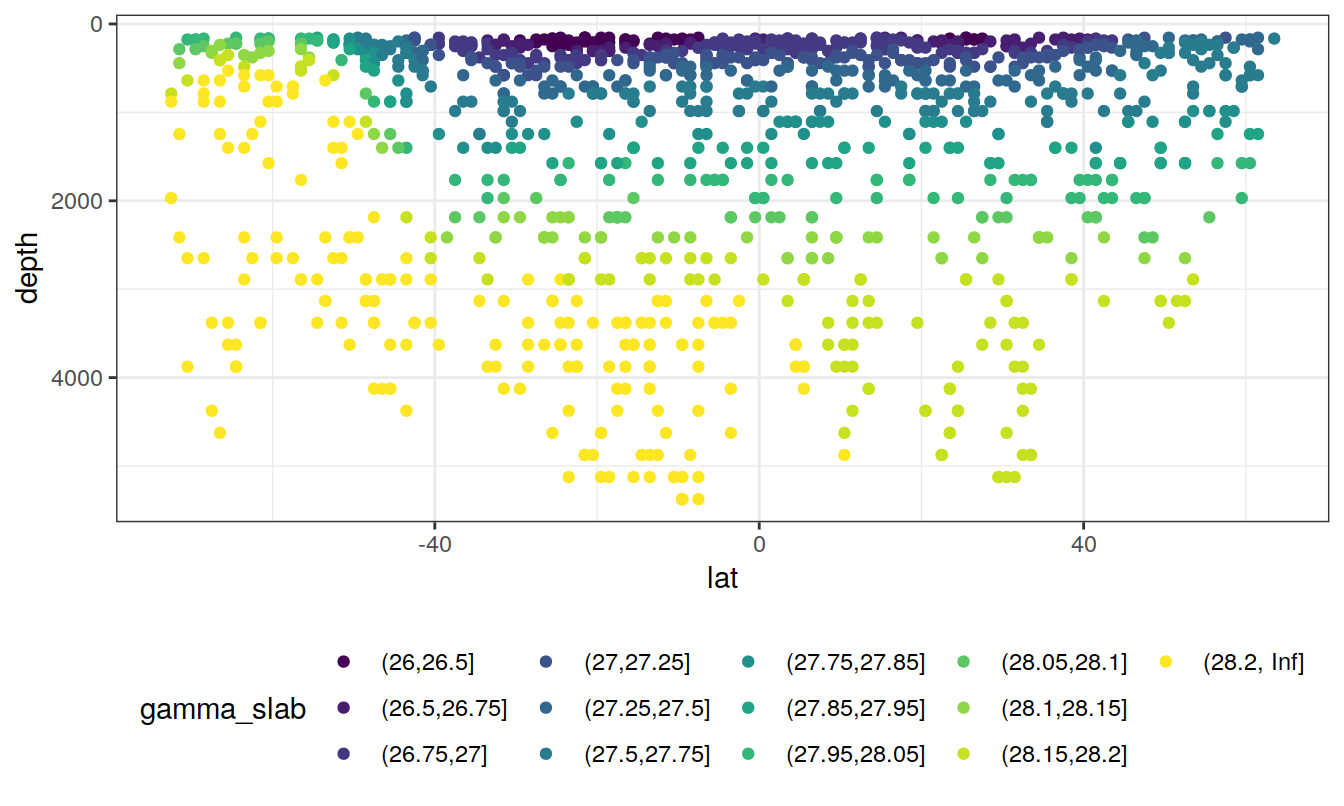 0
2000
4000
depth
-40 0 40
lat
gamma_slab
(26,26.5] (27,27.25] (27.75,27.85] (28.05,28.1] (28.2, Inf]
(26.5,26.75] (27.25,27.5] (27.85,27.95] (28.1,28.15]
(26.75,27] (27.5,27.75] (27.95,28.05] (28.15,28.2]